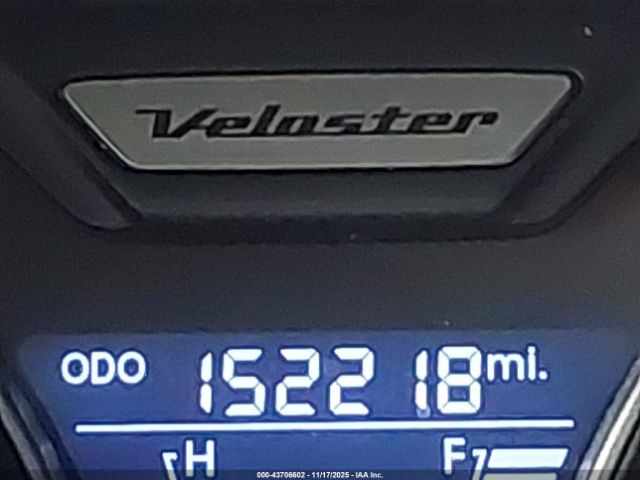 Veloster
ODO 152218 mi.
H F
000-43706602 - 11/17/2025 - IAA Inc.